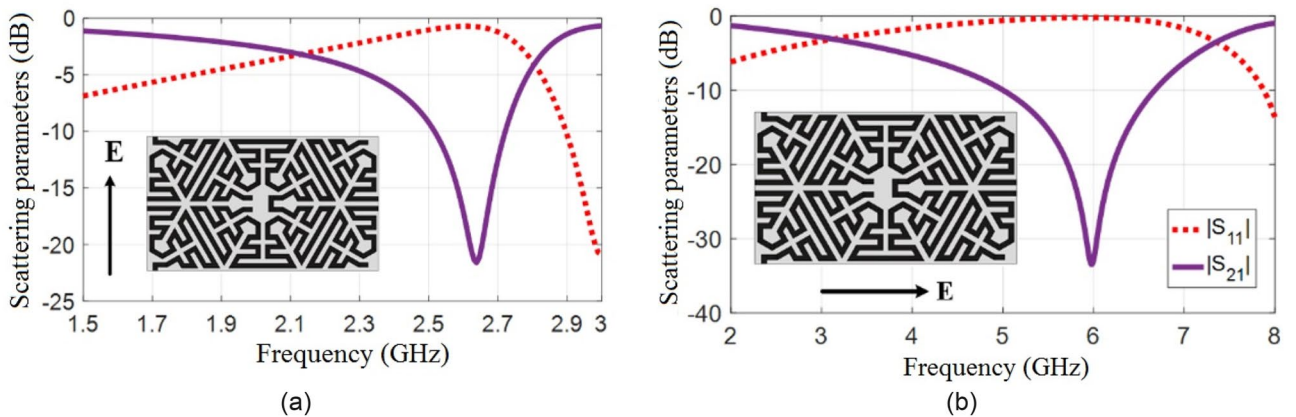 Scattering parameters (dB)
0
-5
-10
-15
-20
-25
E
1.5
1.7
1.9
2.1
2.3
2.5
2.7
2.9
3
Frequency (GHz)
(a)
Scattering parameters (dB)
0
-10
-20
-30
-40
E
|S11|
|S21|
2
3
4
5
6
7
8
Frequency (GHz)
(b)